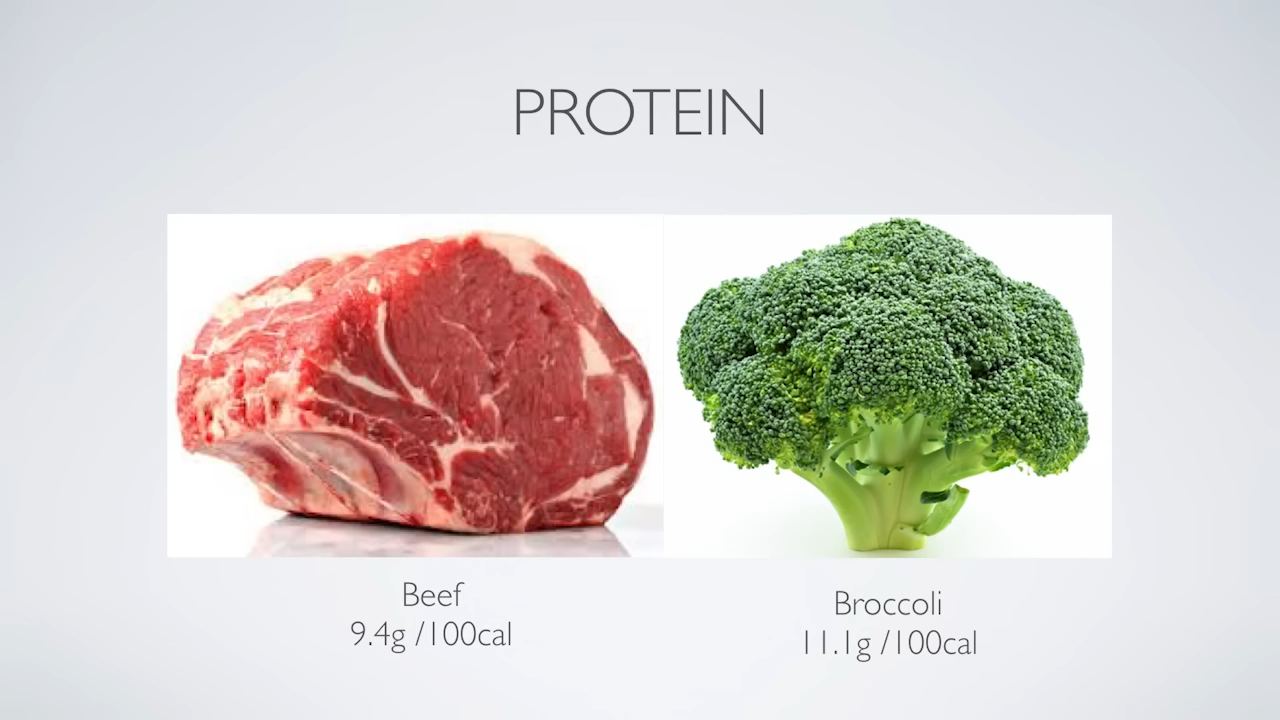 PROTEIN
Beef
9.4g /100cal
Broccoli
11.1g /100cal